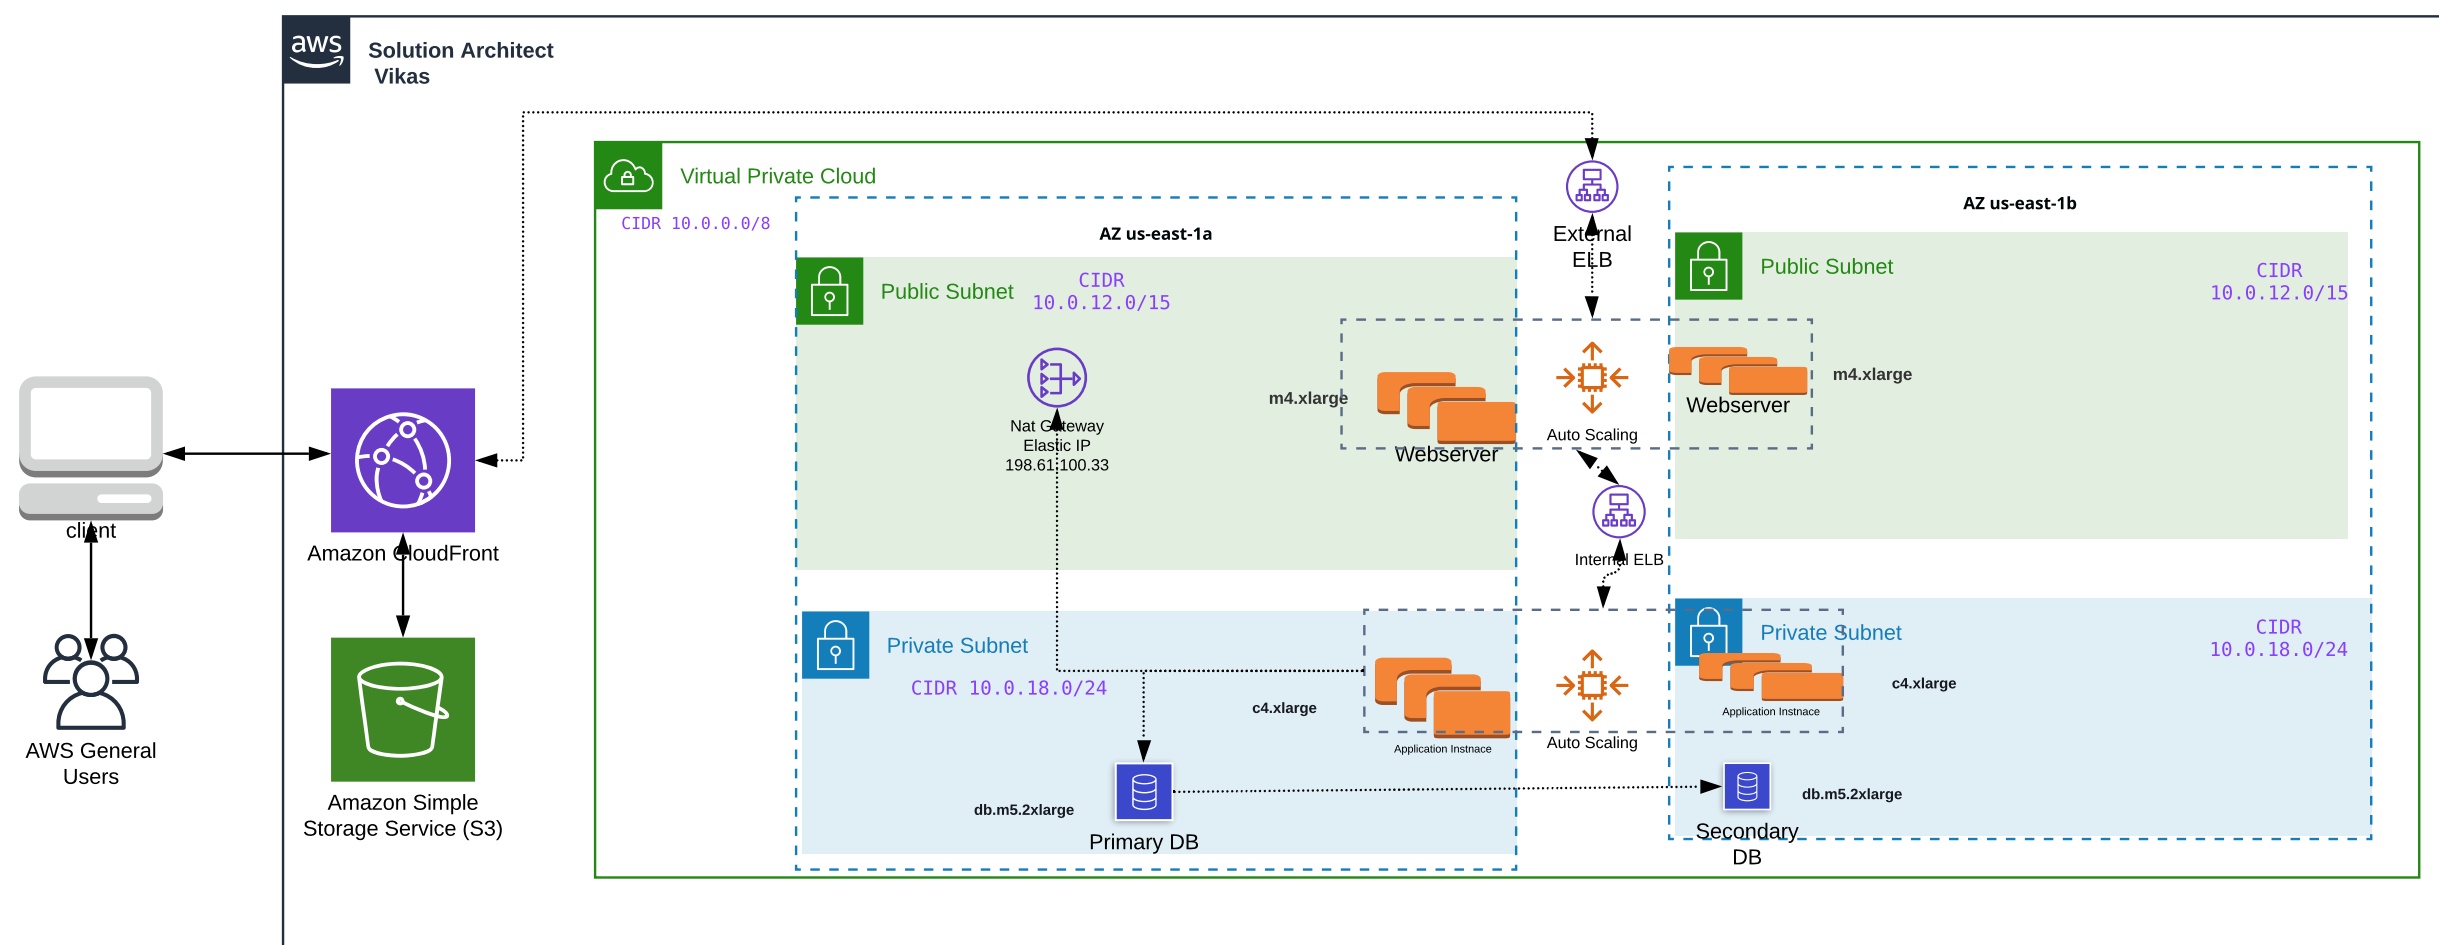 aws
Solution Architect
Vikas
Virtual Private Cloud
CIDR 10.0.0.0/8
AZ us-east-1a
Public Subnet
CIDR
10.0.12.0/15
Nat Gateway
Elastic IP
198.61.100.33
m4.xlarge
Webserver
External
ELB
Auto Scaling
Internal ELB
AZ us-east-1b
Public Subnet
CIDR
10.0.12.0/15
m4.xlarge
Webserver
client
Amazon CloudFront
AWS General
Users
Amazon Simple
Storage Service (S3)
Private Subnet
CIDR 10.0.18.0/24
c4.xlarge
Application Instnace
Auto Scaling
db.m5.2xlarge
Primary DB
Private Subnet
CIDR
10.0.18.0/24
c4.xlarge
Application Instnace
db.m5.2xlarge
Secondary
DB